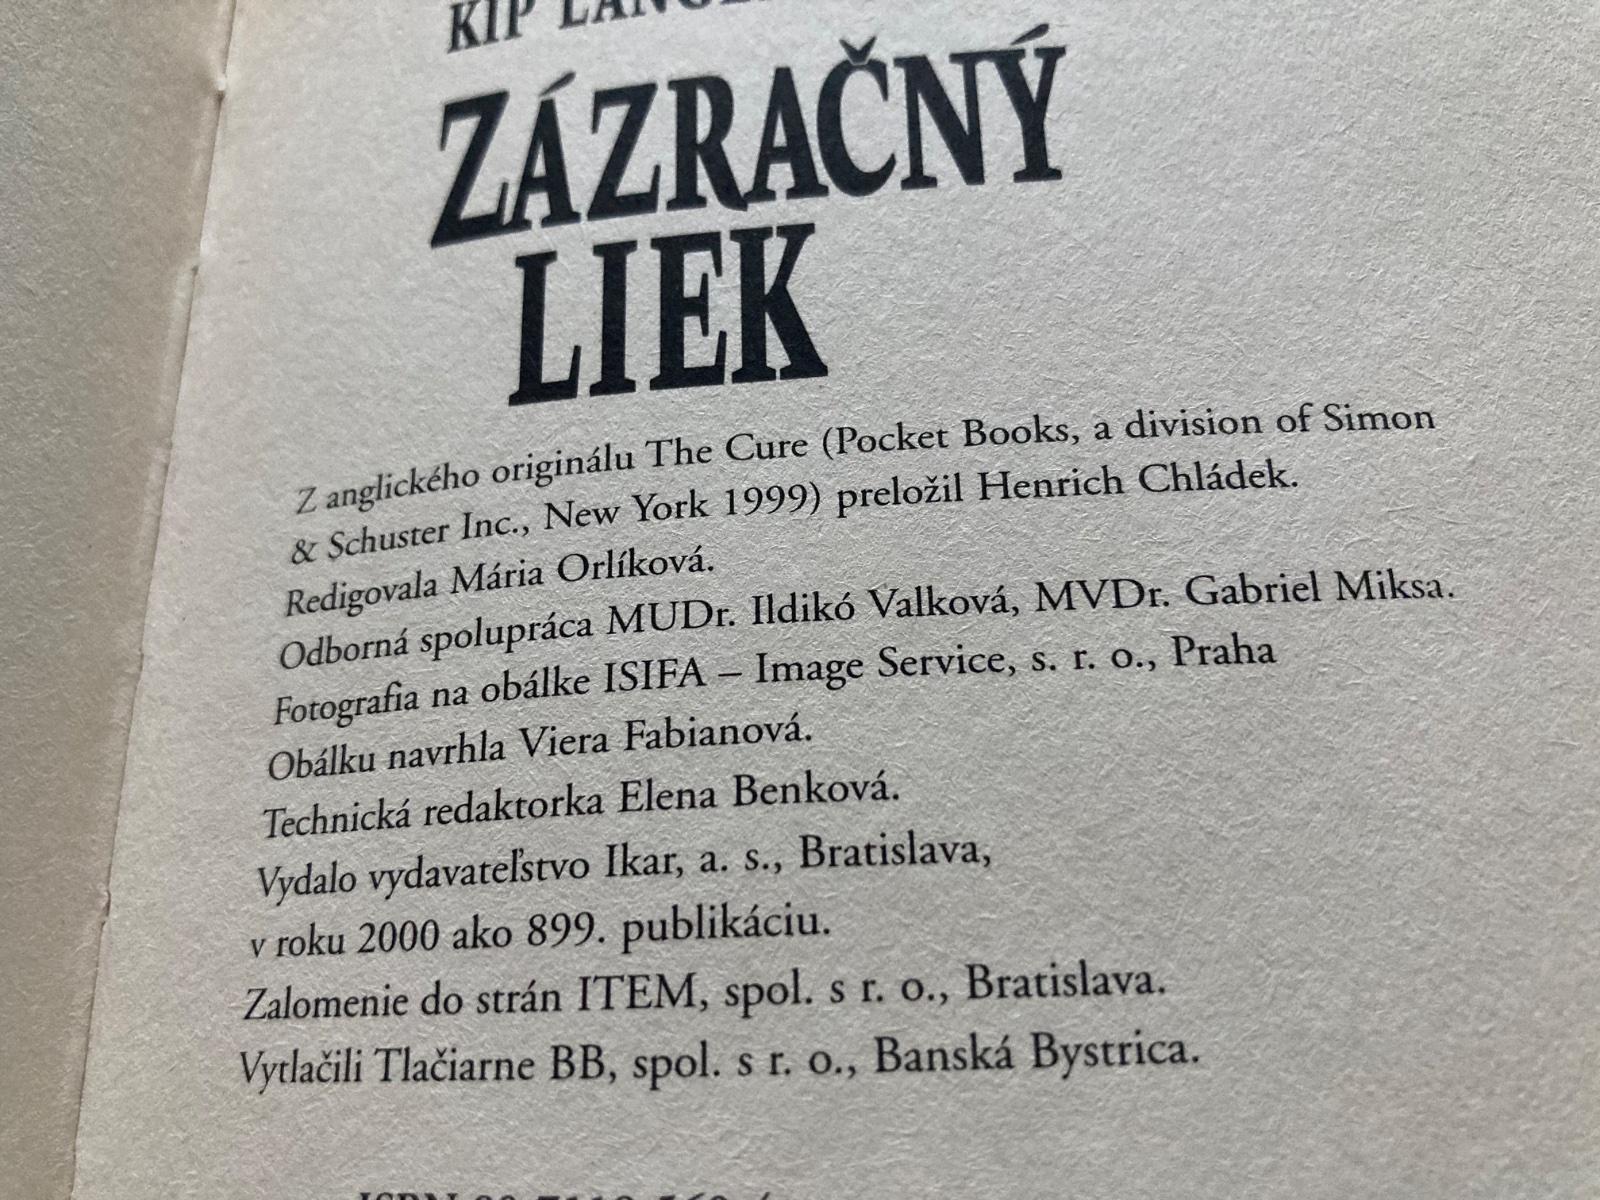 KIP
ZÁZRAČNÝ
LIEK
Z anglického originálu The Cure (Pocket Books, a division of Simon
& Schuster Inc., New York 1999) preložil Henrich Chládek.
Redigovala Mária Orlíková.
Odborná spolupráca MUDr. Ildikó Valková, MVDr. Gabriel Miksa.
Fotografia na obálke ISIFA – Image Service, s. r. o., Praha
Obálku navrhla Viera Fabianová.
Technická redaktorka Elena Benková.
Vydalo vydavateľstvo Ikar, a. s., Bratislava,
v roku 2000 ako 899. publikáciu.
Zalomenie do strán ITEM, spol. s r. o., Bratislava.
Vytlačili Tlačiarne BB, spol. s r. o., Banská Bystrica.